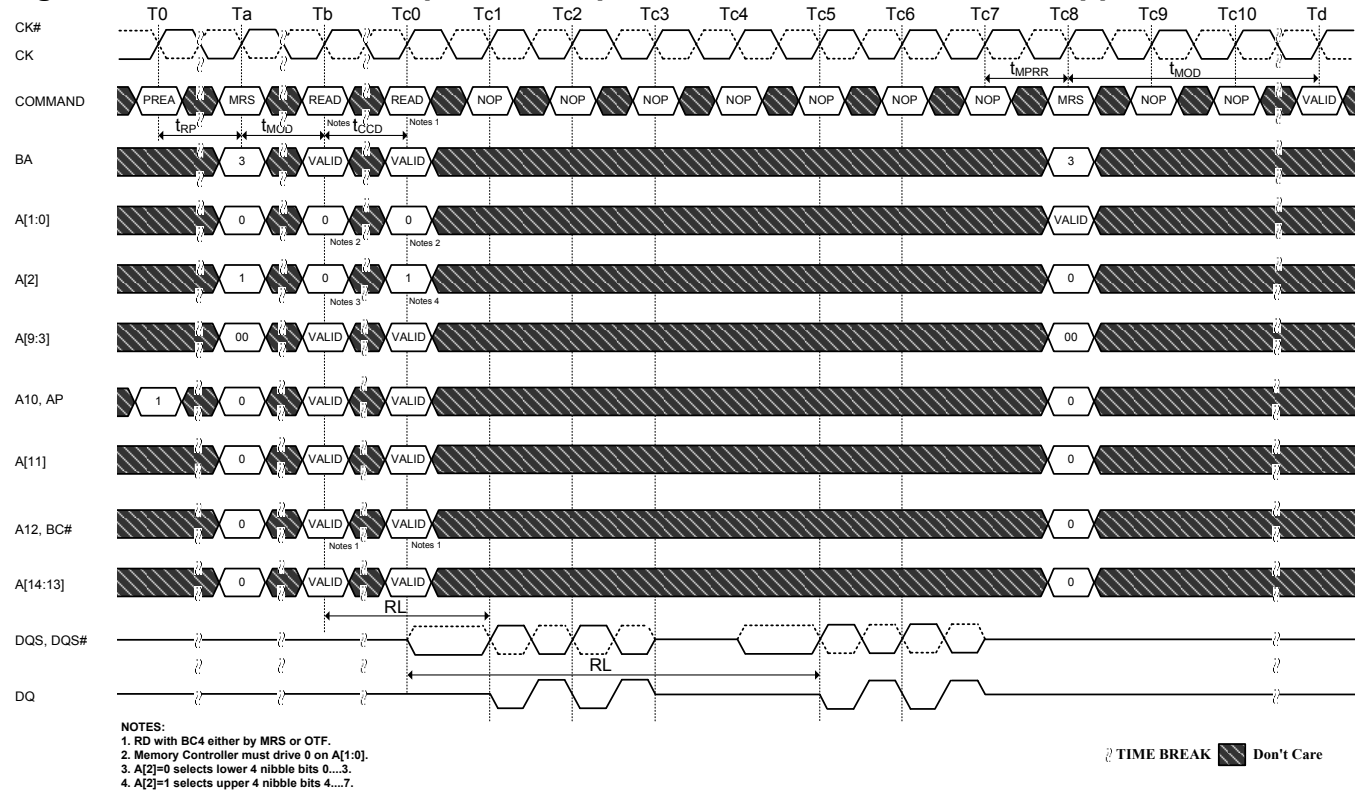 T0 Ta Tb Tc0 Tc1 Tc2 Tc3 Tc4 Tc5 Tc6 Tc7 Tc8 Tc9 Tc10 Td
CK#
CK
tMPRR tMOD
COMMAND PREA MRS READ READ NOP NOP NOP NOP NOP NOP NOP MRS NOP NOP VALID
Notes 1 Notes 1
tRP tMOD tCCD
BA 3 VALID VALID 3
A[1:0] 0 0 0 VALID
Notes 2 Notes 2
A[2] 1 0 1 0
Notes 3 Notes 4
A[9:3] 00 VALID VALID 00
A10, AP 1 0 VALID VALID 0
A[11] 0 VALID VALID 0
A12, BC# 0 VALID VALID 0
Notes 1 Notes 1
A[14:13] 0 VALID VALID 0
RL
DQS, DQS#
RL
DQ
NOTES:
1. RD with BC4 either by MRS or OTF.
2. Memory Controller must drive 0 on A[1:0].
3. A[2]=0 selects lower 4 nibble bits 0....3.
4. A[2]=1 selects upper 4 nibble bits 4....7.
TIME BREAK Don't Care